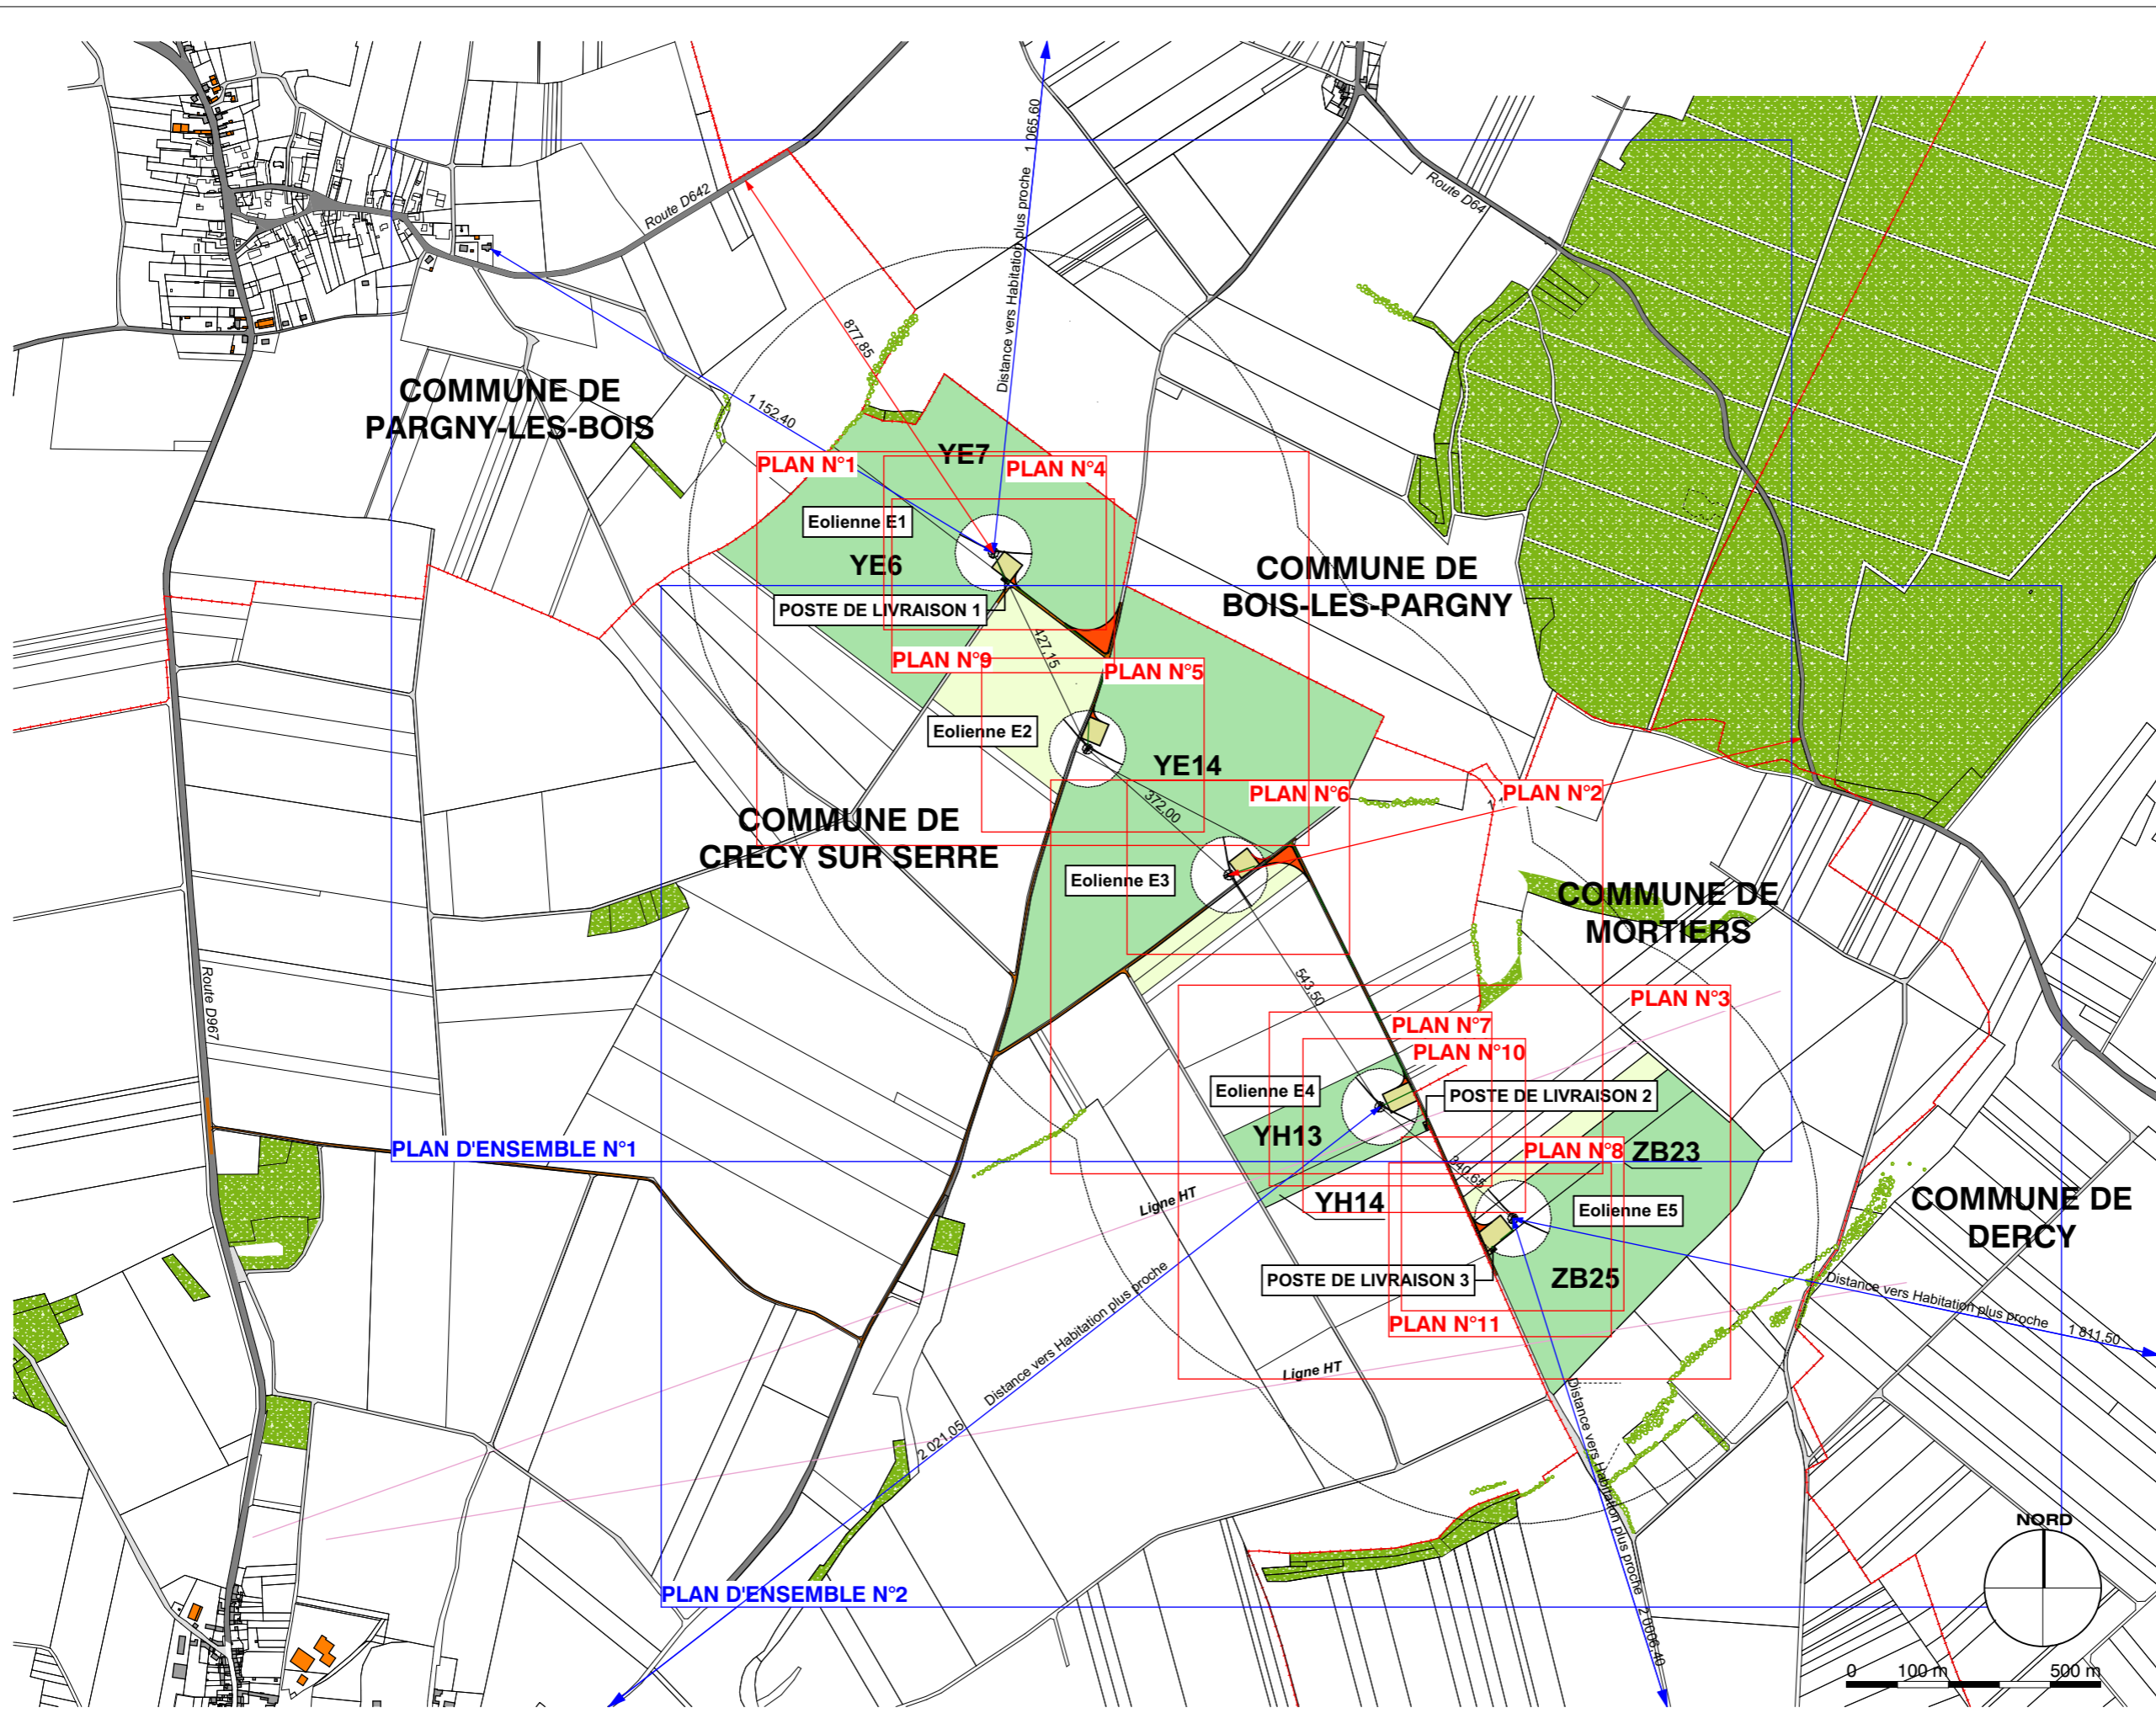 Route D642
Distance vers Habitation plus proche 1 065,60
Route D64
877,85
1 152,40
COMMUNE DE
PARGNY-LES-BOIS
YE7
PLAN N°1
PLAN N°4
Eolienne E1
YE6
POSTE DE LIVRAISON 1
COMMUNE DE
BOIS-LES-PARGNY
427,15
PLAN N°9
PLAN N°5
Eolienne E2
YE14
372,00
PLAN N°6
PLAN N°2
COMMUNE DE
CRECY SUR SERRE
Eolienne E3
COMMUNE DE
MORTIERS
Route D967
543,50
PLAN N°3
PLAN N°7
PLAN N°10
Eolienne E4
POSTE DE LIVRAISON 2
YH13
PLAN D'ENSEMBLE N°1
PLAN N°8
ZB23
340,65
Ligne HT
YH14
Eolienne E5
COMMUNE DE
DERCY
POSTE DE LIVRAISON 3
ZB25
Distance vers Habitation plus proche 1 811,50
PLAN N°11
Ligne HT
Distance vers Habitation plus proche
2 021,05
Distance vers Habitation plus proche 2 0006,40
NORD
PLAN D'ENSEMBLE N°2
0 100 m 500 m